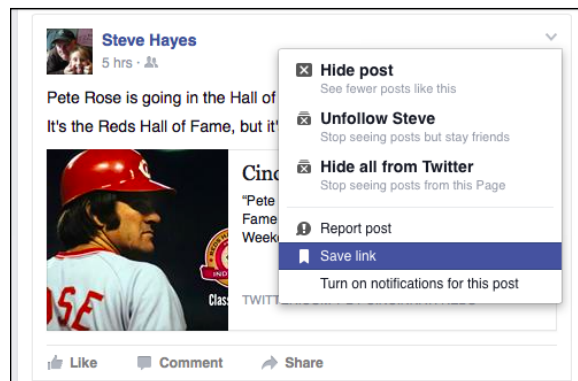 Steve Hayes
5 hrs ·
Pete Rose is going in the Hall of
It's the Reds Hall of Fame, but it'
Hide post
See fewer posts like this
Unfollow Steve
Stop seeing posts but stay friends
Hide all from Twitter
Stop seeing posts from this Page
Report post
Save link
Turn on notifications for this post
Cinc
"Pete
Fame
Week
Class
OSE
Like
Comment
Share